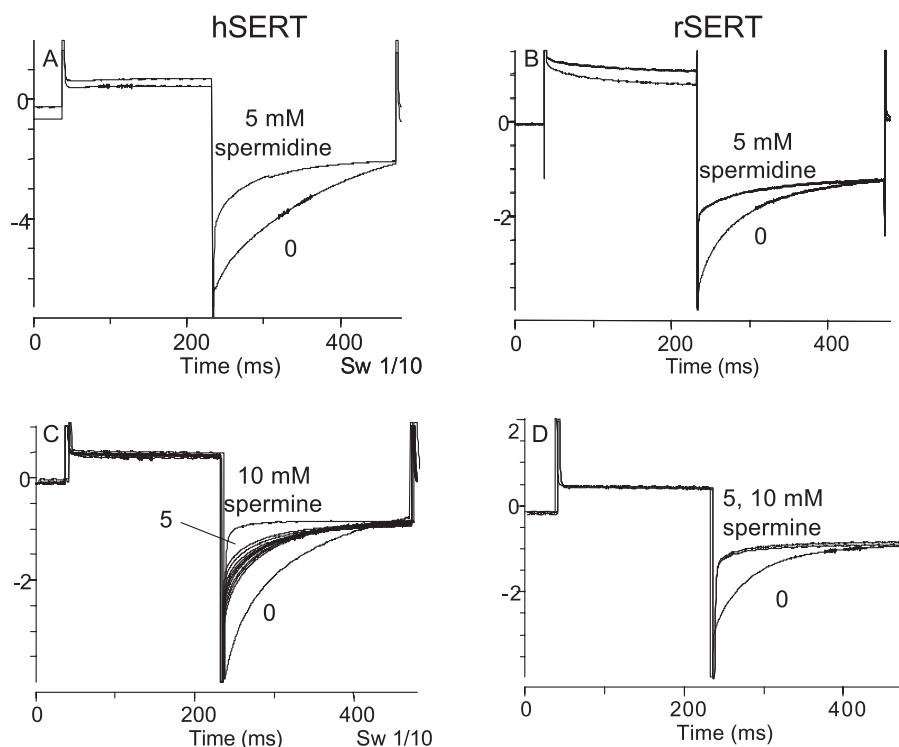 hSERT
rSERT
A
0
-4
5 mM
spermidine
0
0
200
400
Time (ms)
Sw 1/10
B
0
-2
5 mM
spermidine
0
0
200
400
Time (ms)
C
0
-2
10 mM
spermine
5
0
0
200
400
Time (ms)
Sw 1/10
D
2
0
-2
5, 10 mM
spermine
0
0
200
400
Time (ms)